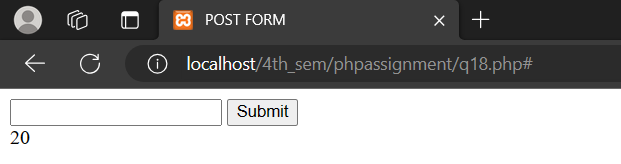 POST FORM
localhost/4th_sem/phpassignment/q18.php#
Submit
20